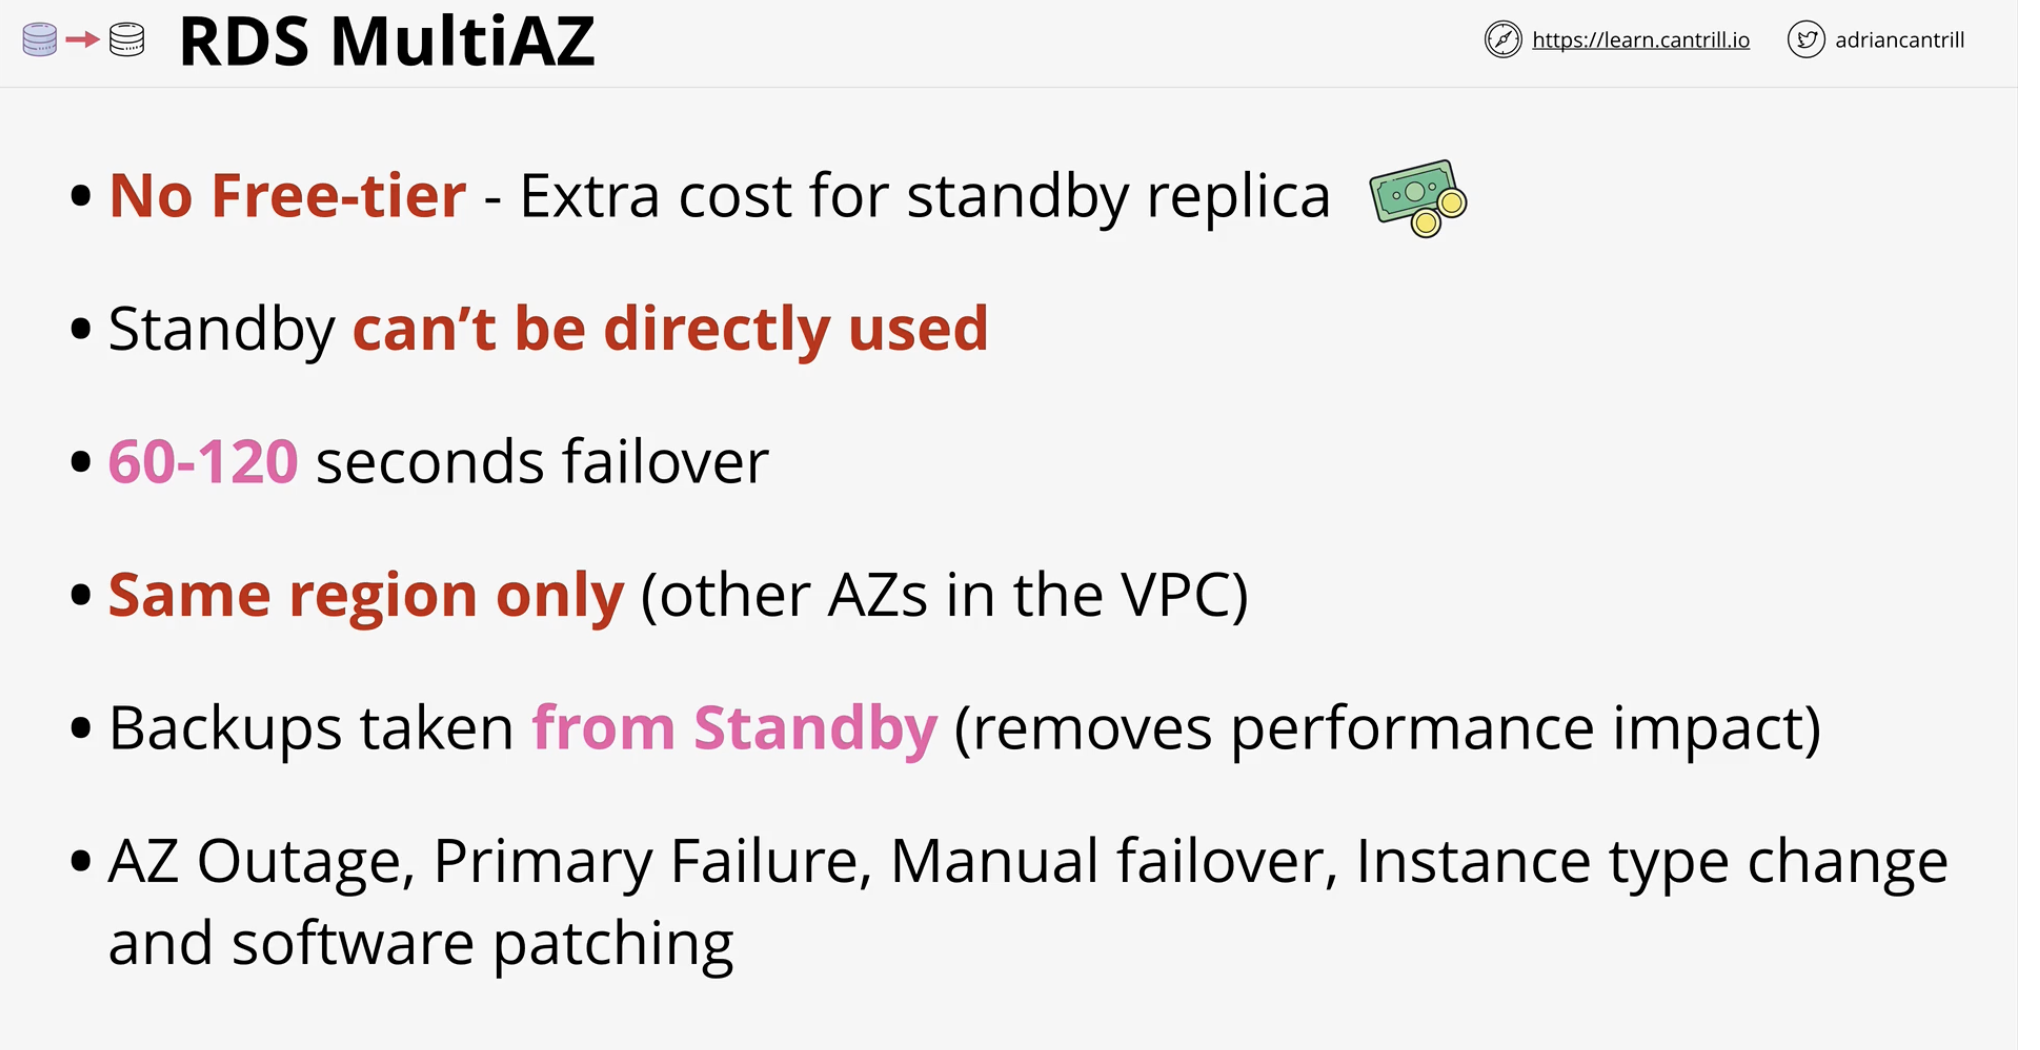 RDS MultiAZ
https://learn.cantrill.io
adriancantrill
• No Free-tier - Extra cost for standby replica
• Standby can’t be directly used
• 60-120 seconds failover
• Same region only (other AZs in the VPC)
• Backups taken from Standby (removes performance impact)
• AZ Outage, Primary Failure, Manual failover, Instance type change
and software patching